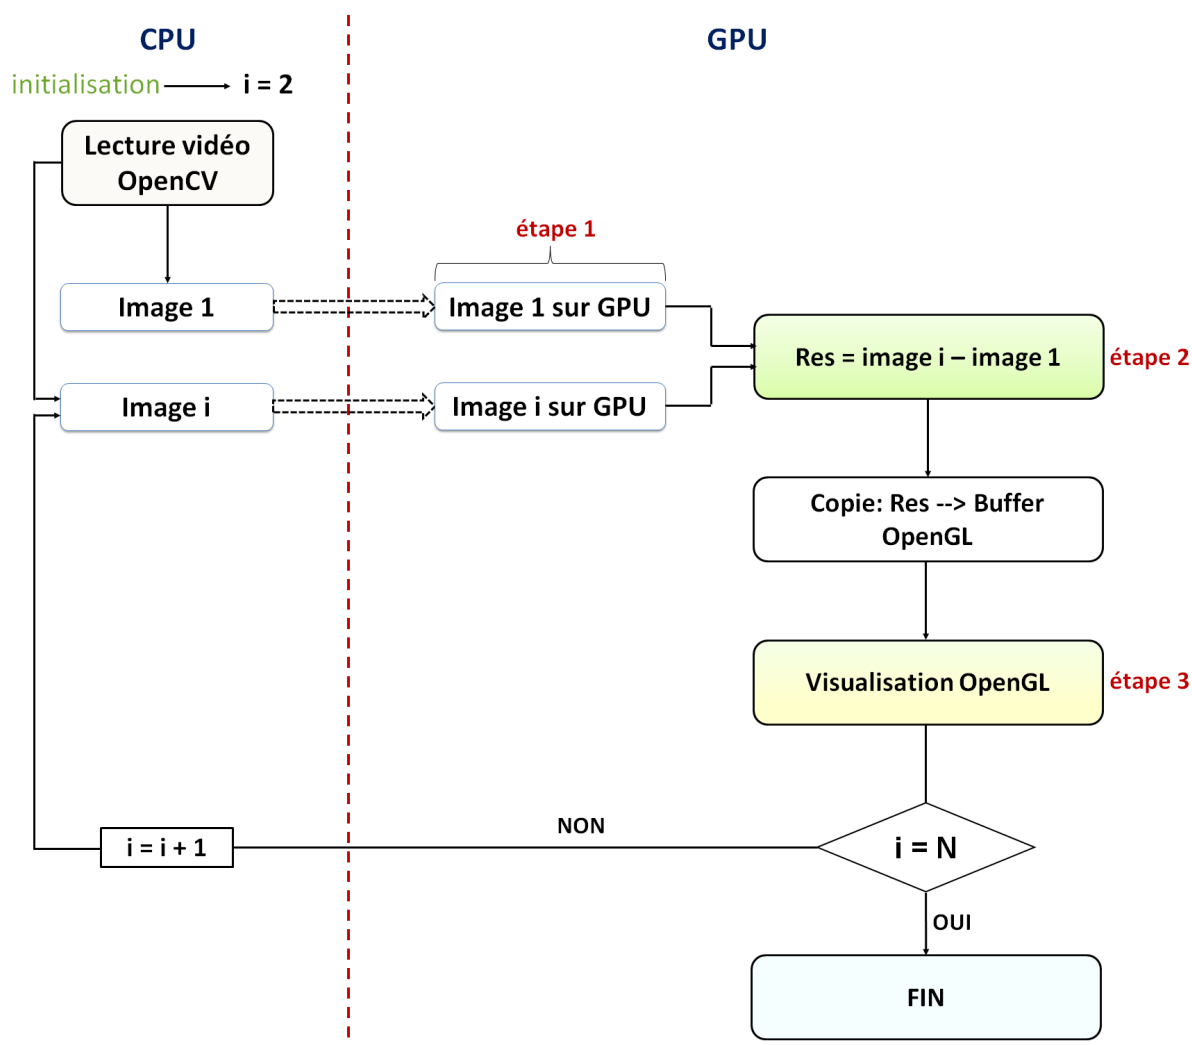 CPU
GPU
initialisation
i = 2
Lecture vidéo
OpenCV
étape 1
Image 1
Image 1 sur GPU
Res = image i – image 1
étape 2
Image i
Image i sur GPU
Copie: Res --> Buffer
OpenGL
Visualisation OpenGL
étape 3
NON
i = i + 1
i = N
OUI
FIN